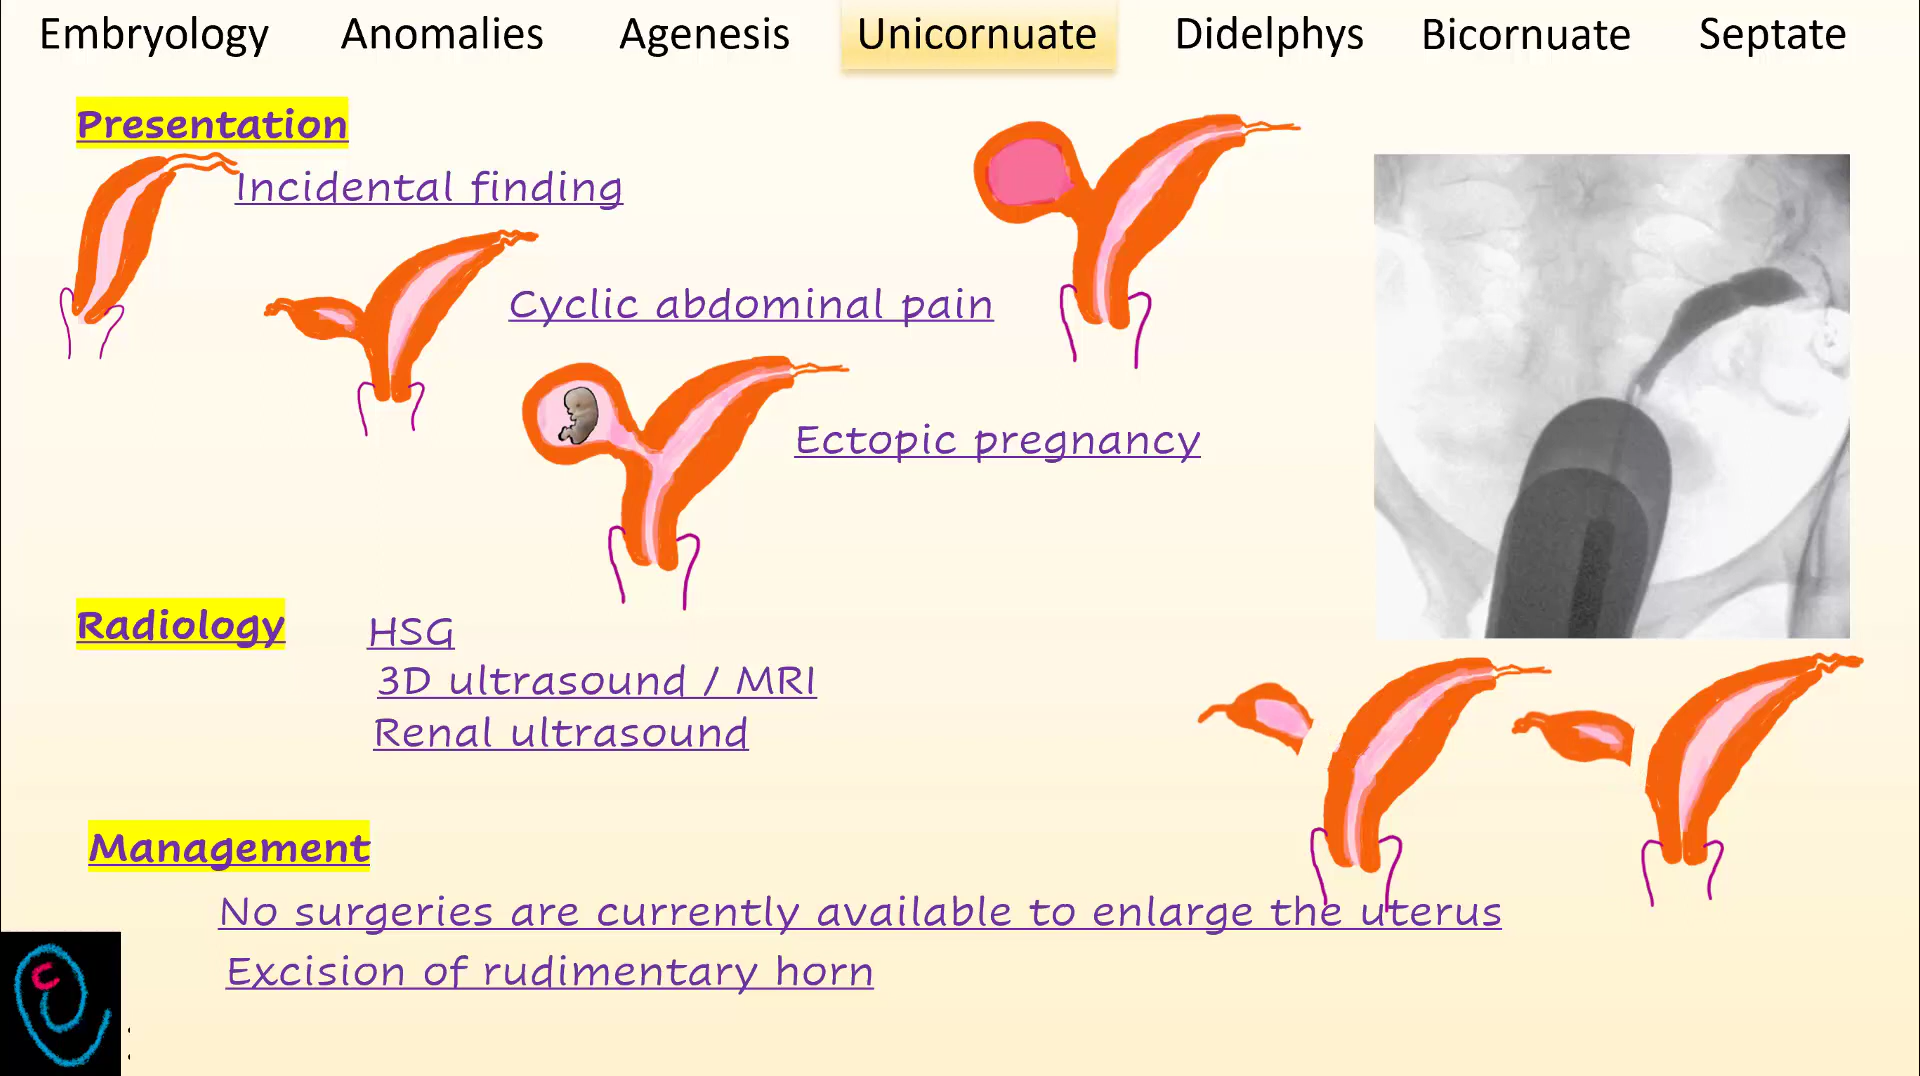 Embryology Anomalies Agenesis Unicornuate Didelphys Bicornuate Septate
Presentation
Incidental finding
Cyclic abdominal pain
Ectopic pregnancy
Radiology
HSG
3D ultrasound / MRI
Renal ultrasound
Management
No surgeries are currently available to enlarge the uterus
Excision of rudimentary horn